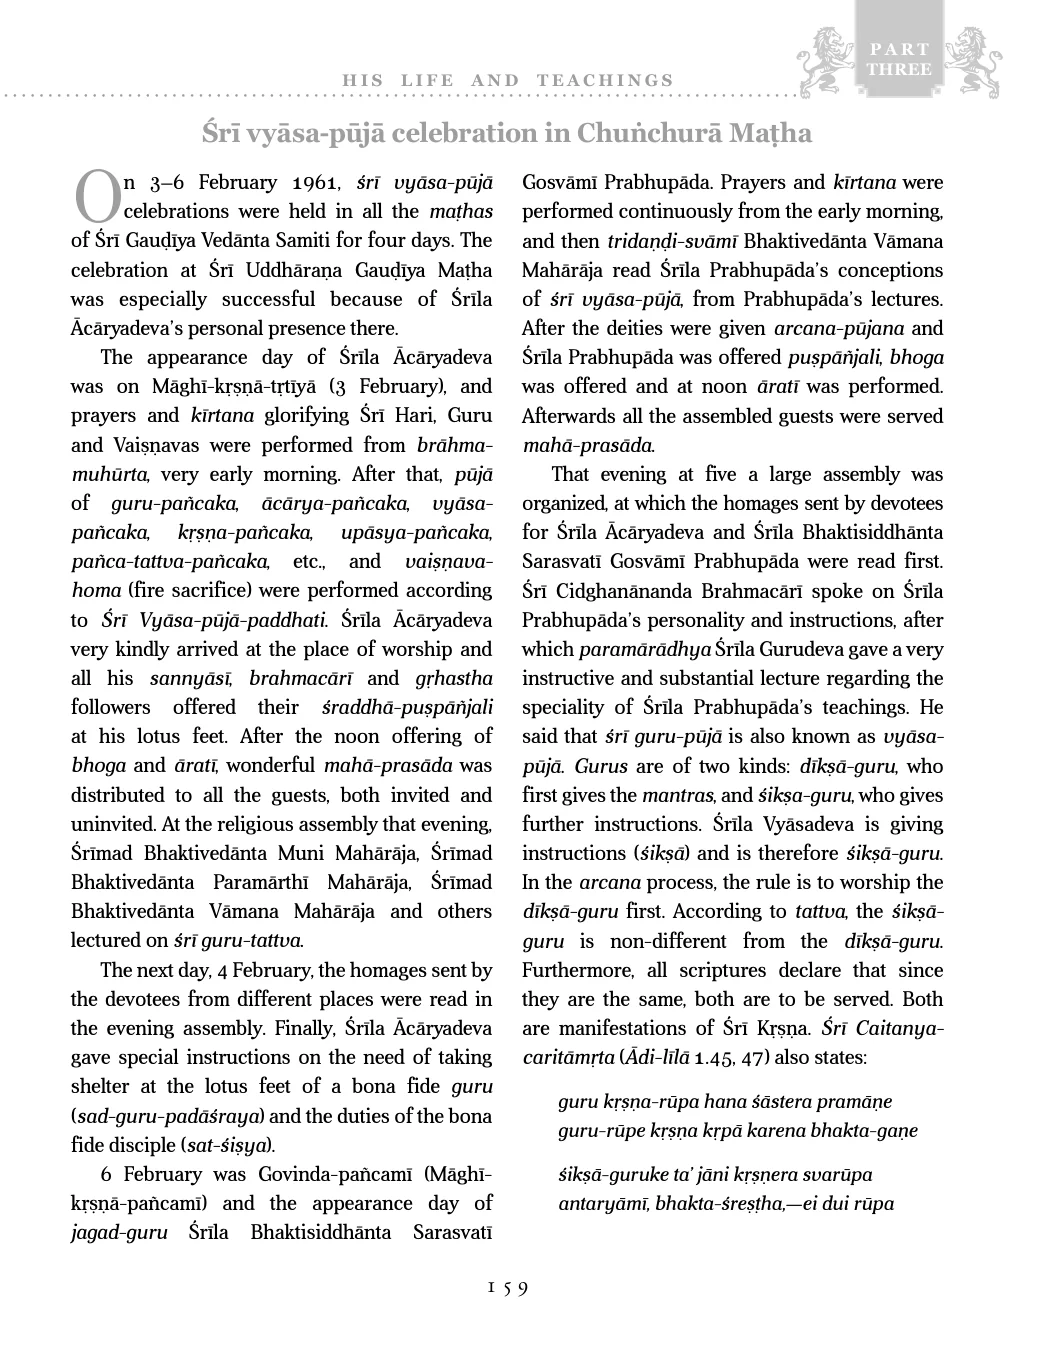 PART
THREE
HIS LIFE AND TEACHINGS
Śrī vyāsa-pūjā celebration in Chuṅchurā Maṭha
On 3–6 February 1961, śrī vyāsa-pūjā
celebrations were held in all the maṭhas
of Śrī Gauḍīya Vedānta Samiti for four days. The
celebration at Śrī Uddhāraṇa Gauḍīya Maṭha
was especially successful because of Śrīla
Ācāryadeva’s personal presence there.
The appearance day of Śrīla Ācāryadeva
was on Māghī-kṛṣṇā-tṛtīyā (3 February), and
prayers and kīrtana glorifying Śrī Hari, Guru
and Vaiṣṇavas were performed from brāhma-
muhūrta, very early morning. After that, pūjā
of guru-pañcaka, ācārya-pañcaka, vyāsa-
pañcaka, kṛṣṇa-pañcaka, upāsya-pañcaka,
pañca-tattva-pañcaka, etc., and vaiṣṇava-
homa (fire sacrifice) were performed according
to Śrī Vyāsa-pūjā-paddhati. Śrīla Ācāryadeva
very kindly arrived at the place of worship and
all his sannyāsī, brahmacārī and gṛhastha
followers offered their śraddhā-puṣpāñjali
at his lotus feet. After the noon offering of
bhoga and āratī, wonderful mahā-prasāda was
distributed to all the guests, both invited and
uninvited. At the religious assembly that evening,
Śrīmad Bhaktivedānta Muni Mahārāja, Śrīmad
Bhaktivedānta Paramārthī Mahārāja, Śrīmad
Bhaktivedānta Vāmana Mahārāja and others
lectured on śrī guru-tattva.
The next day, 4 February, the homages sent by
the devotees from different places were read in
the evening assembly. Finally, Śrīla Ācāryadeva
gave special instructions on the need of taking
shelter at the lotus feet of a bona fide guru
(sad-guru-padāśraya) and the duties of the bona
fide disciple (sat-śiṣya).
6 February was Govinda-pañcamī (Māghī-
kṛṣṇā-pañcamī) and the appearance day of
jagad-guru Śrīla Bhaktisiddhānta Sarasvatī
Gosvāmī Prabhupāda. Prayers and kīrtana were
performed continuously from the early morning,
and then tridaṇḍi-svāmī Bhaktivedānta Vāmana
Mahārāja read Śrīla Prabhupāda’s conceptions
of śrī vyāsa-pūjā, from Prabhupāda’s lectures.
After the deities were given arcana-pūjana and
Śrīla Prabhupāda was offered puṣpāñjali, bhoga
was offered and at noon āratī was performed.
Afterwards all the assembled guests were served
mahā-prasāda.
That evening at five a large assembly was
organized, at which the homages sent by devotees
for Śrīla Ācāryadeva and Śrīla Bhaktisiddhānta
Sarasvatī Gosvāmī Prabhupāda were read first.
Śrī Cidghanānanda Brahmacārī spoke on Śrīla
Prabhupāda’s personality and instructions, after
which paramārādhya Śrīla Gurudeva gave a very
instructive and substantial lecture regarding the
speciality of Śrīla Prabhupāda’s teachings. He
said that śrī guru-pūjā is also known as vyāsa-
pūjā. Gurus are of two kinds: dīkṣā-guru, who
first gives the mantras, and śikṣa-guru, who gives
further instructions. Śrīla Vyāsadeva is giving
instructions (śikṣā) and is therefore śikṣā-guru.
In the arcana process, the rule is to worship the
dīkṣā-guru first. According to tattva, the śikṣā-
guru is non-different from the dīkṣā-guru.
Furthermore, all scriptures declare that since
they are the same, both are to be served. Both
are manifestations of Śrī Kṛṣṇa. Śrī Caitanya-
caritāmṛta (Ādi-līlā 1.45, 47) also states:
guru kṛṣṇa-rūpa hana śāstera pramāṇe
guru-rūpe kṛṣṇa kṛpā karena bhakta-gaṇe
śikṣā-guruke ta’ jāni kṛṣṇera svarūpa
antaryāmī, bhakta-śreṣṭha,—ei dui rūpa
159